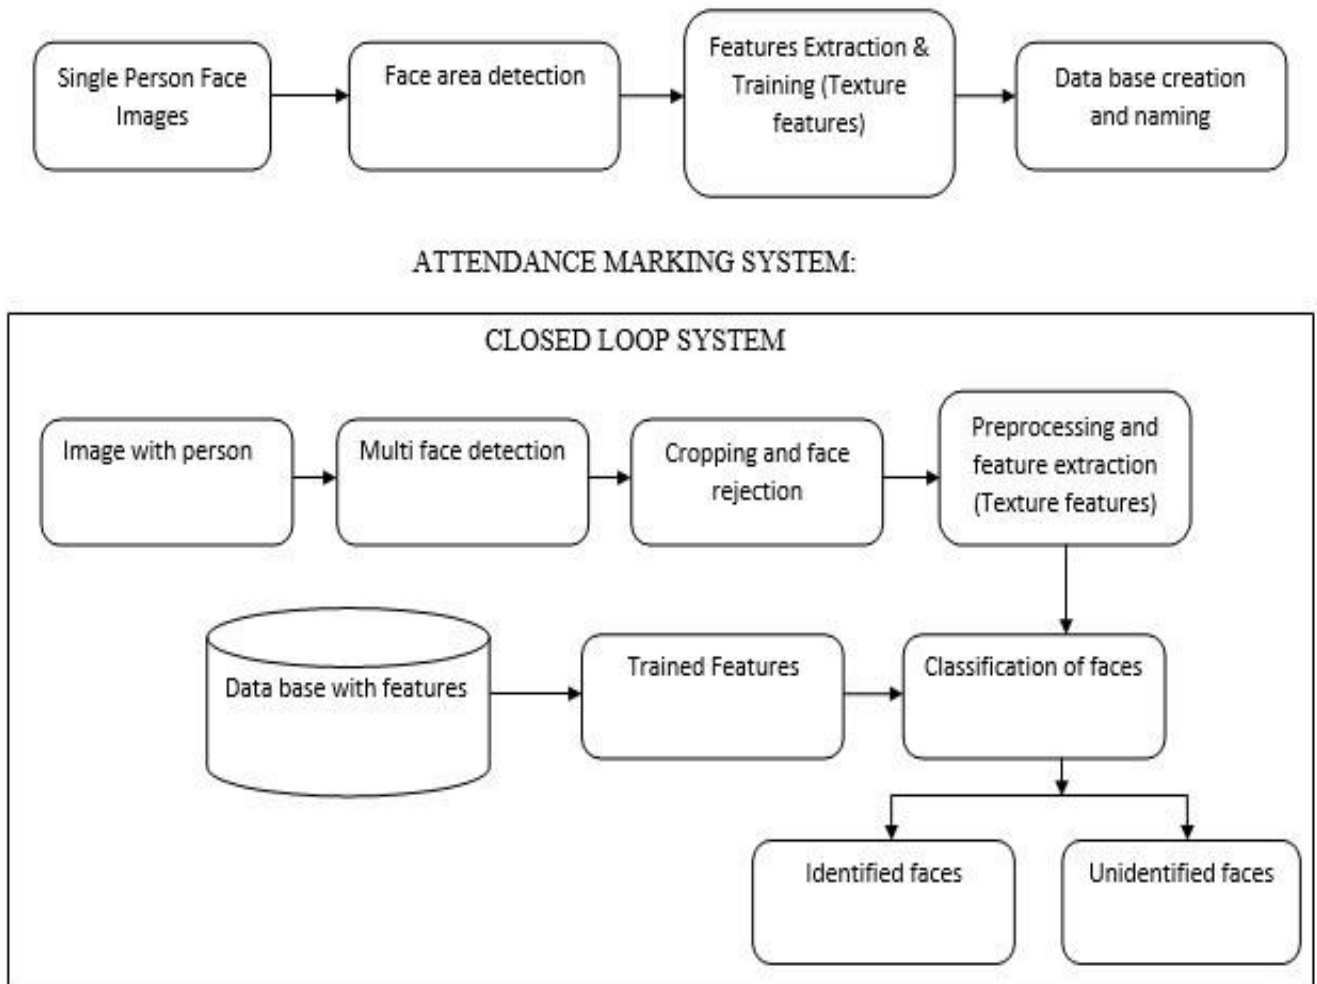 Single Person Face
Images
Face area detection
Features Extraction &
Training (Texture
features)
Data base creation
and naming
ATTENDANCE MARKING SYSTEM:
CLOSED LOOP SYSTEM
Image with person
Multi face detection
Cropping and face
rejection
Preprocessing and
feature extraction
(Texture features)
Data base with features
Trained Features
Classification of faces
Identified faces
Unidentified faces